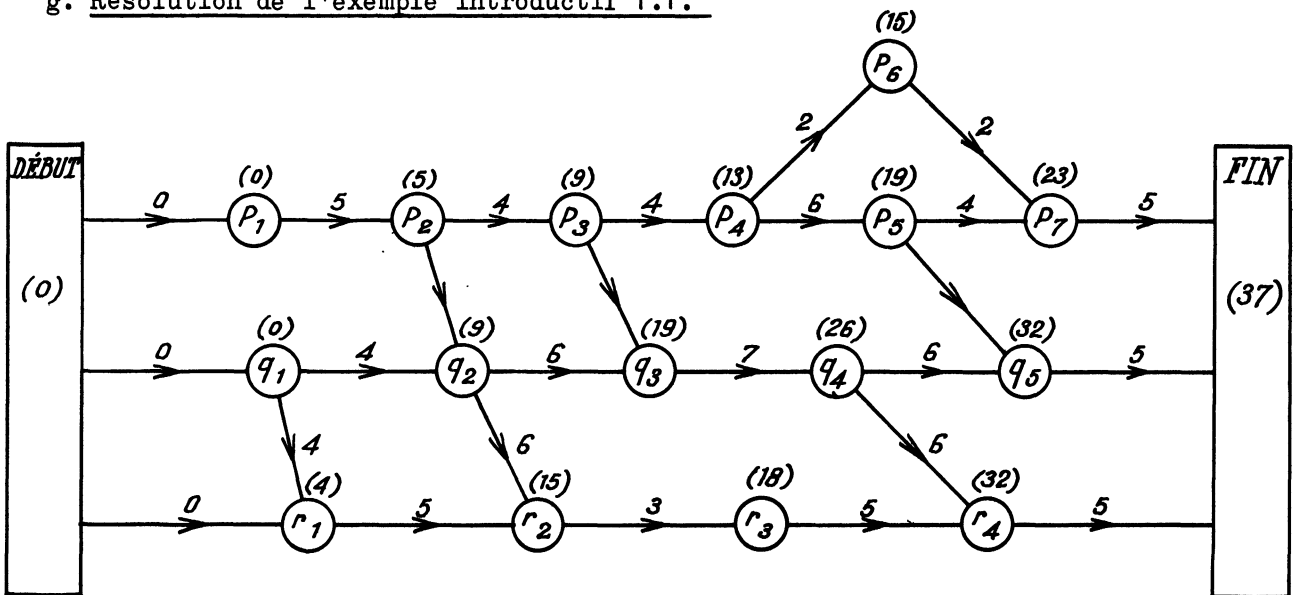 g. Résolution de l'exemple introductif 1.1.
(15)
P6
2 2
DÉBUT FIN
(0) (5) (9) (13) (19) (23)
0 P1 5 P2 4 P3 4 P4 6 P5 4 P7 5
(0) (37)
(0) (9) (19) (26) (32)
0 q1 4 q2 6 q3 7 q4 6 q5 5
4 6 6
(4) (15) (18) (32)
0 r1 5 r2 3 r3 5 r4 5